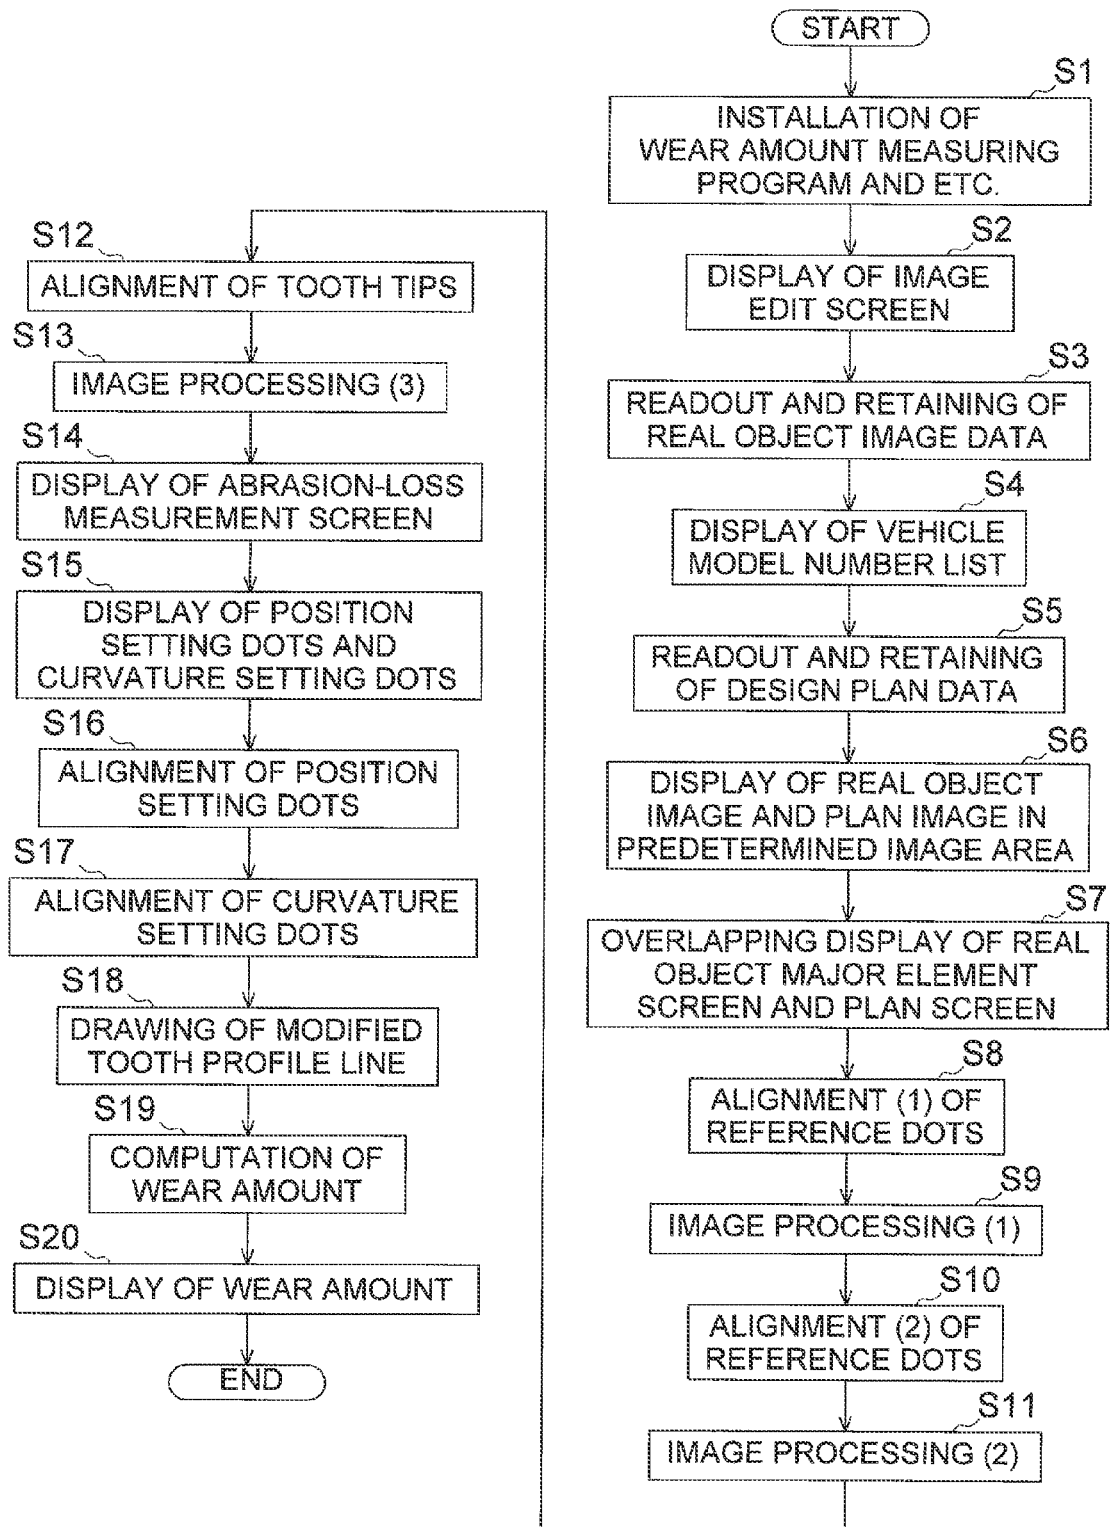 START
S1
INSTALLATION OF
WEAR AMOUNT MEASURING
PROGRAM AND ETC.
S2
DISPLAY OF IMAGE
EDIT SCREEN
S3
READOUT AND RETAINING OF
REAL OBJECT IMAGE DATA
S4
DISPLAY OF VEHICLE
MODEL NUMBER LIST
S5
READOUT AND RETAINING
OF DESIGN PLAN DATA
S6
DISPLAY OF REAL OBJECT
IMAGE AND PLAN IMAGE IN
PREDETERMINED IMAGE AREA
S7
OVERLAPPING DISPLAY OF REAL
OBJECT MAJOR ELEMENT
SCREEN AND PLAN SCREEN
S8
ALIGNMENT (1) OF
REFERENCE DOTS
S9
IMAGE PROCESSING (1)
S10
ALIGNMENT (2) OF
REFERENCE DOTS
S11
IMAGE PROCESSING (2)
S12
ALIGNMENT OF TOOTH TIPS
S13
IMAGE PROCESSING (3)
S14
DISPLAY OF ABRASION-LOSS
MEASUREMENT SCREEN
S15
DISPLAY OF POSITION
SETTING DOTS AND
CURVATURE SETTING DOTS
S16
ALIGNMENT OF POSITION
SETTING DOTS
S17
ALIGNMENT OF CURVATURE
SETTING DOTS
S18
DRAWING OF MODIFIED
TOOTH PROFILE LINE
S19
COMPUTATION OF
WEAR AMOUNT
S20
DISPLAY OF WEAR AMOUNT
END